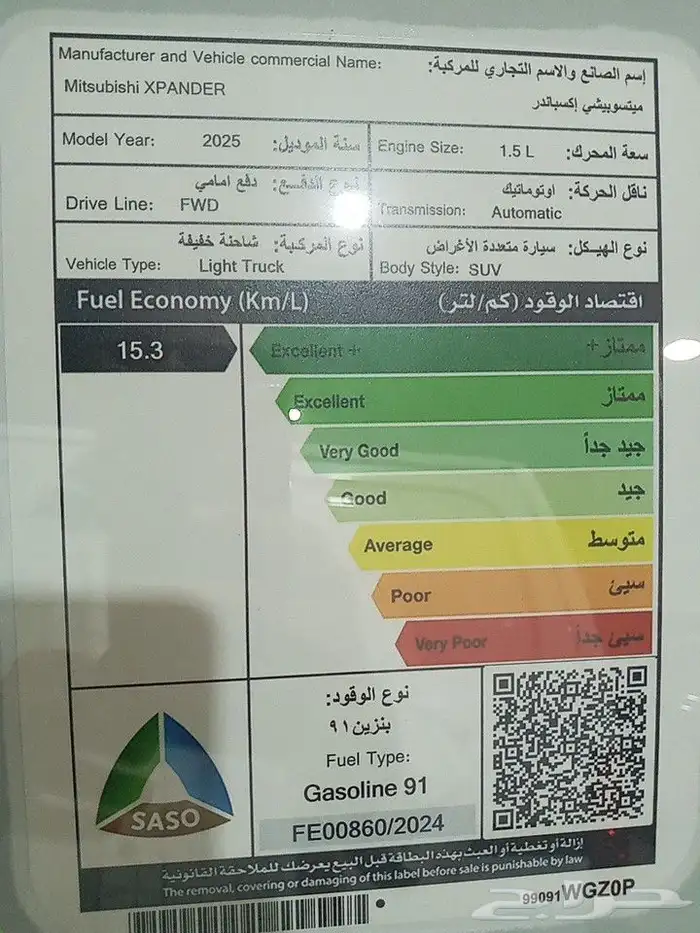 Manufacturer and Vehicle commercial Name: إسم الصانع والاسم التجاري للمركبة:
Mitsubishi XPANDER ميتسوبيشي إكسباندر
Model Year: 2025 سنة الموديل:
Engine Size: 1.5 L سعة المحرك:
نوع الدفع: دفع امامي
Drive Line: FWD
ناقل الحركة: اوتوماتيك
Transmission: Automatic
نوع المركبة: شاحنة خفيفة
Vehicle Type: Light Truck
نوع الهيكل: سيارة متعددة الأغراض
Body Style: SUV
Fuel Economy (Km/L) اقتصاد الوقود (كم/لتر)
15.3
Excellent + ممتاز +
Excellent ممتاز
Very Good جيد جداً
Good جيد
Average متوسط
Poor سيئ
Very Poor سيئ جداً
SASO
نوع الوقود:
بنزين ٩١
Fuel Type:
Gasoline 91
FE00860/2024
إزالة أو تغطية أو العبث بهذه البطاقة قبل البيع يعرضك للملاحقة القانونية
The removal, covering or damaging of this label before sale is punishable by law
99091WGZ0P
حراج